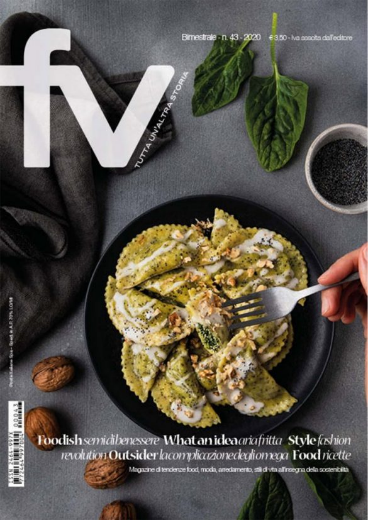 Bimestrale - n. 43 - 2020 € 3,50 - Iva assolta dall'editore
fv
TUTTA UN'ALTRA STORIA
Foodish semi di benessere What an idea aria fritta Style fashion
revolution Outsider la complicazione degli omega Food ricette
Magazine di tendenze food, moda, arredamento, stili di vita all'insegna della sostenibilità